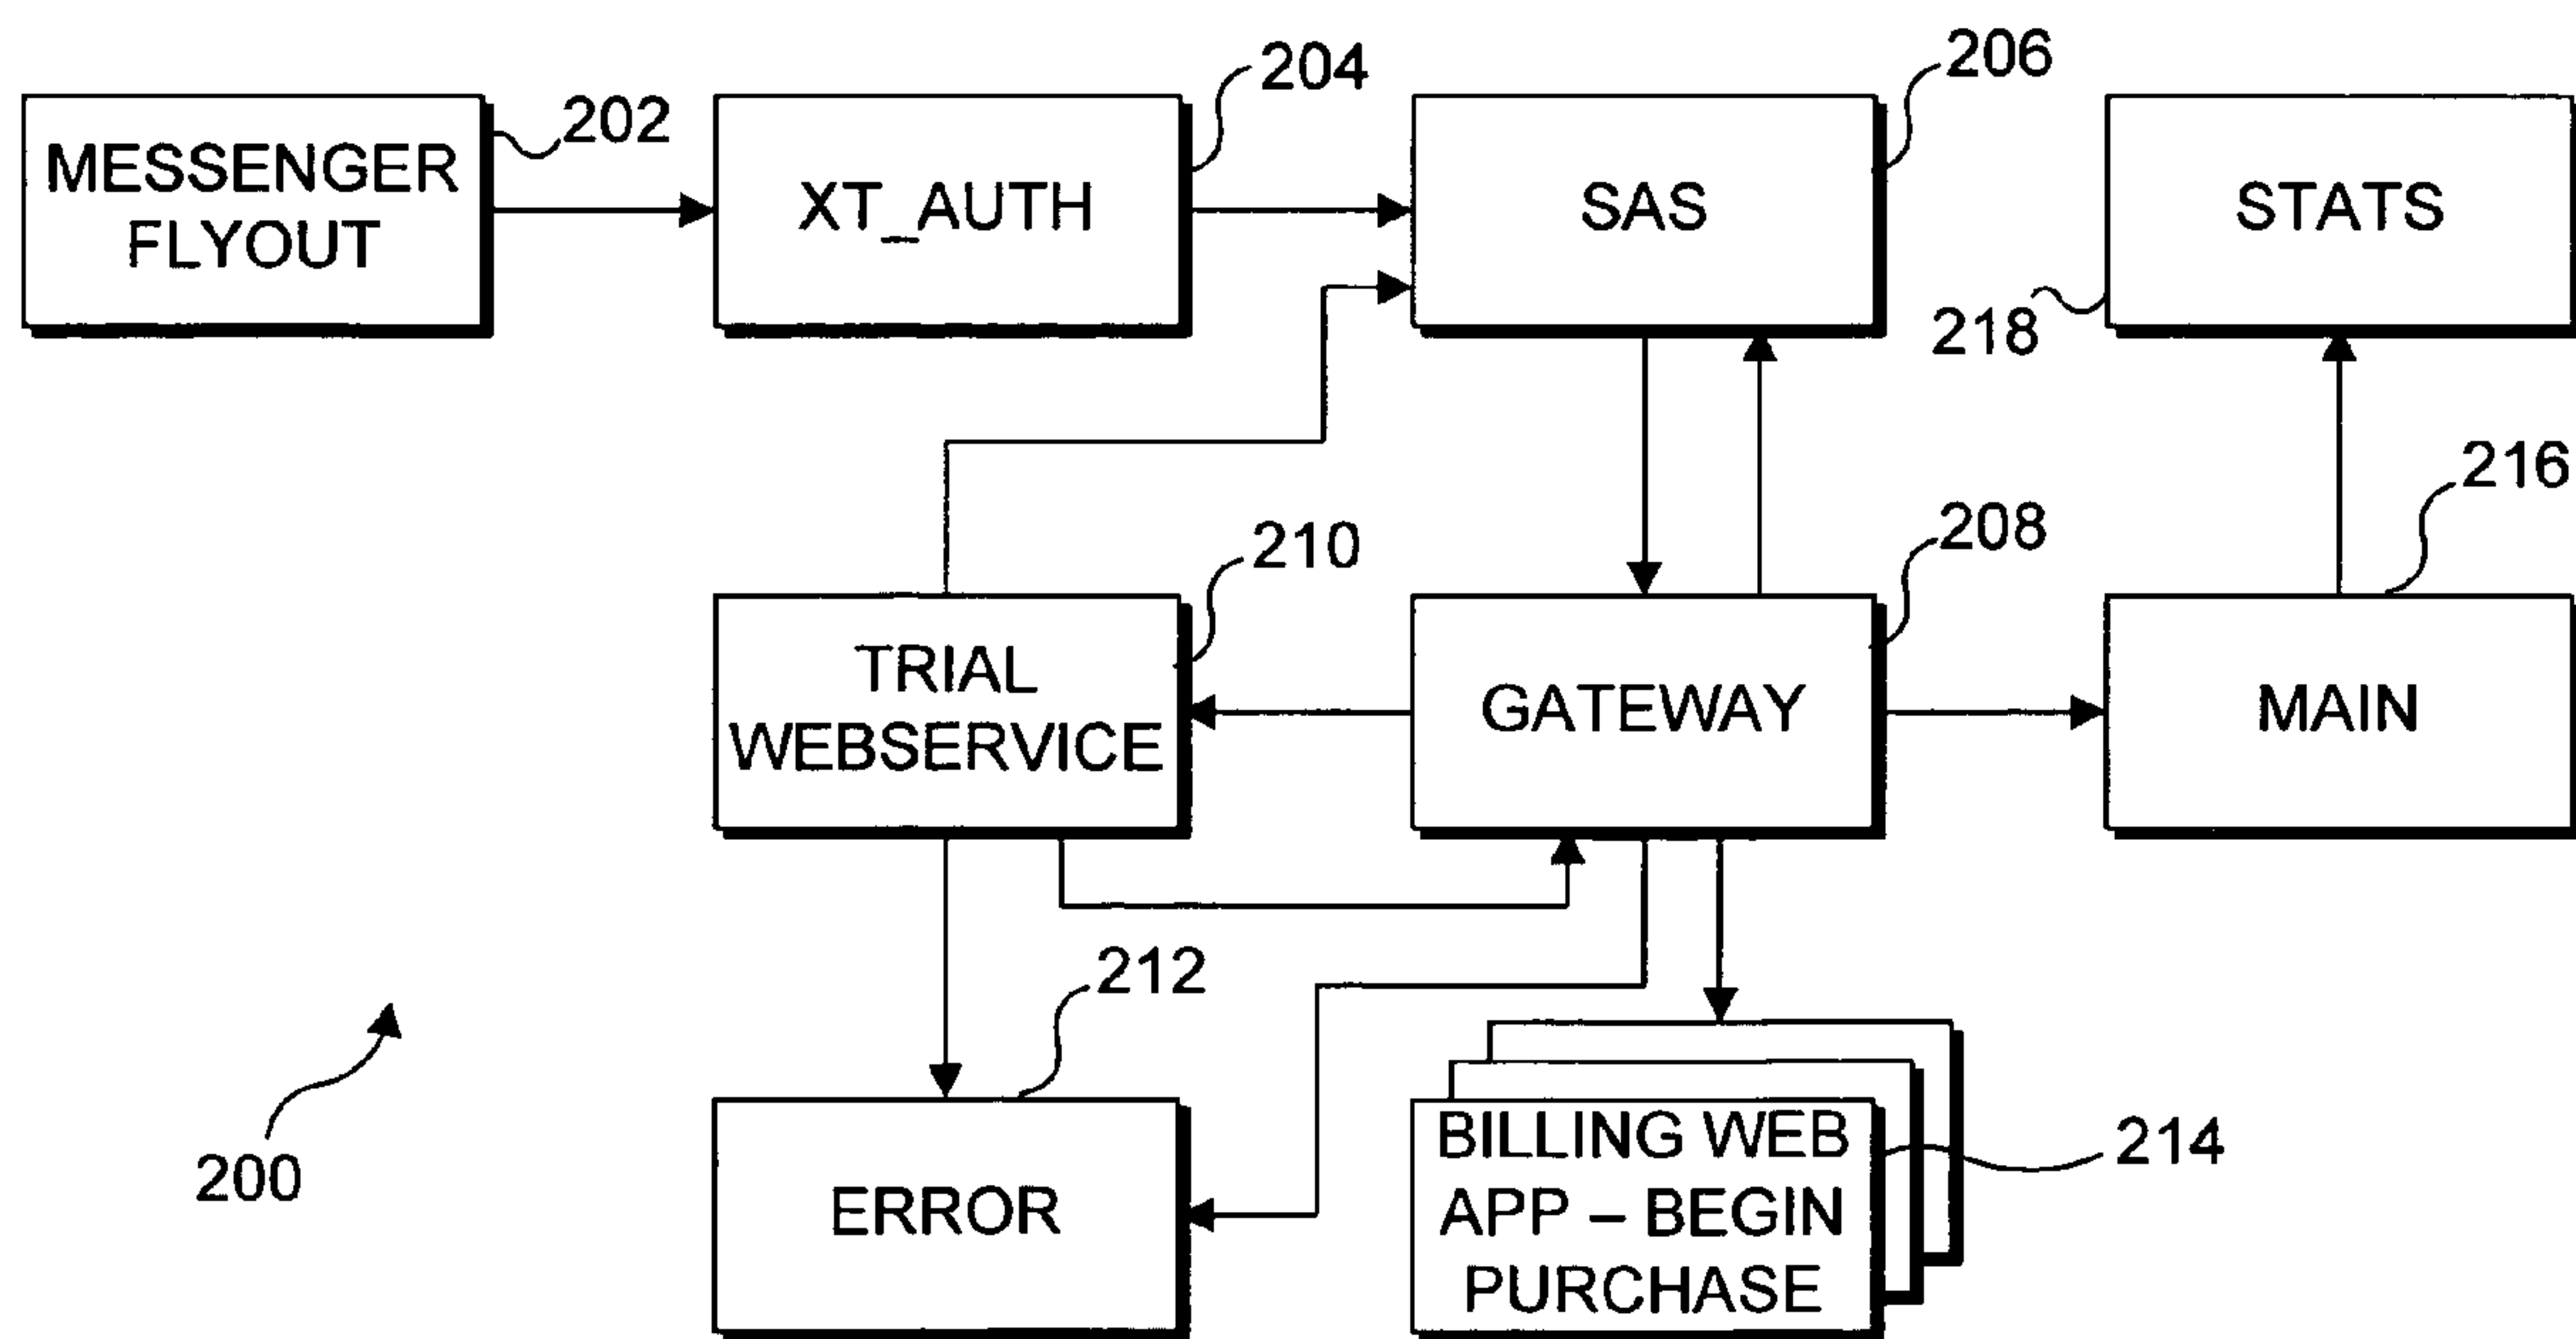 202
204
206
MESSENGER
FLYOUT
XT_AUTH
SAS
STATS
218
216
210
208
TRIAL
WEBSERVICE
GATEWAY
MAIN
212
200
ERROR
BILLING WEB
APP – BEGIN
PURCHASE
214